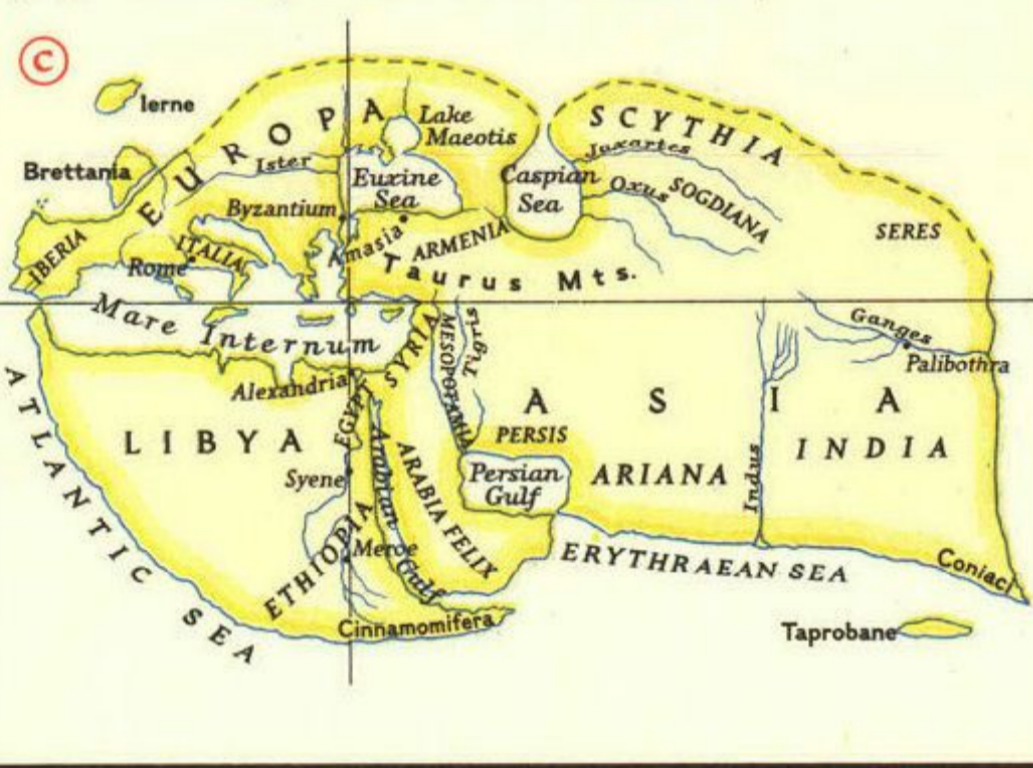 C
Ierne
Brettania
EUROPA
Ister
Lake
Maeotis
SCYTHIA
Juxartes
Oxus
SOGDIANA
Caspian
Sea
Euxine
Sea
Byzantium
Amasia
ARMENIA
SERES
IBERIA
ITALIA
Rome
Taurus Mts.
Mare Internum
SYRIA
MESOPOTAMIA
Tigris
Ganges
Palibothra
Alexandria
EGYPT
ASIA
PERSIS
INDIA
LIBYA
Arabian Gulf
ARABIA FELIX
Persian
Gulf
ARIANA
Indus
Syene
ETHIOPIA
Meroe
ATLANTIC SEA
ERYTHRAEAN SEA
Coniaci
Cinnamomifera
Taprobane